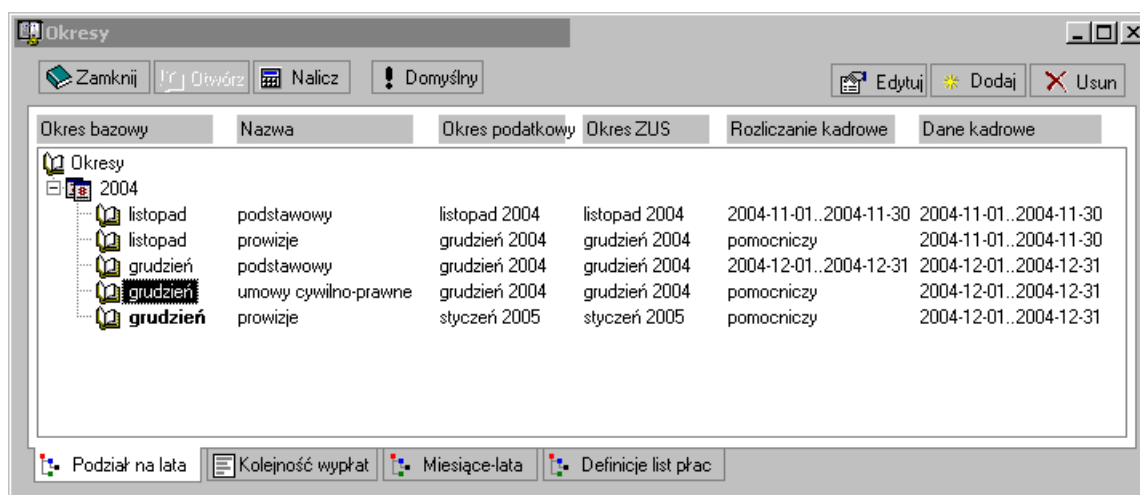 Okresy
Zamknij Otwórz Nalicz Domyślny Edytuj Dodaj Usun
Okres bazowy Nazwa Okres podatkowy Okres ZUS Rozliczanie kadrowe Dane kadrowe
Okresy
2004
listopad podstawowy listopad 2004 listopad 2004 2004-11-01..2004-11-30 2004-11-01..2004-11-30
listopad prowizje grudzień 2004 grudzień 2004 pomocniczy 2004-11-01..2004-11-30
grudzień podstawowy grudzień 2004 grudzień 2004 2004-12-01..2004-12-31 2004-12-01..2004-12-31
grudzień umowy cywilno-prawne grudzień 2004 grudzień 2004 pomocniczy 2004-12-01..2004-12-31
grudzień prowizje styczeń 2005 styczeń 2005 pomocniczy 2004-12-01..2004-12-31
Podział na lata Kolejność wypłat Miesiące-lata Definicje list płac